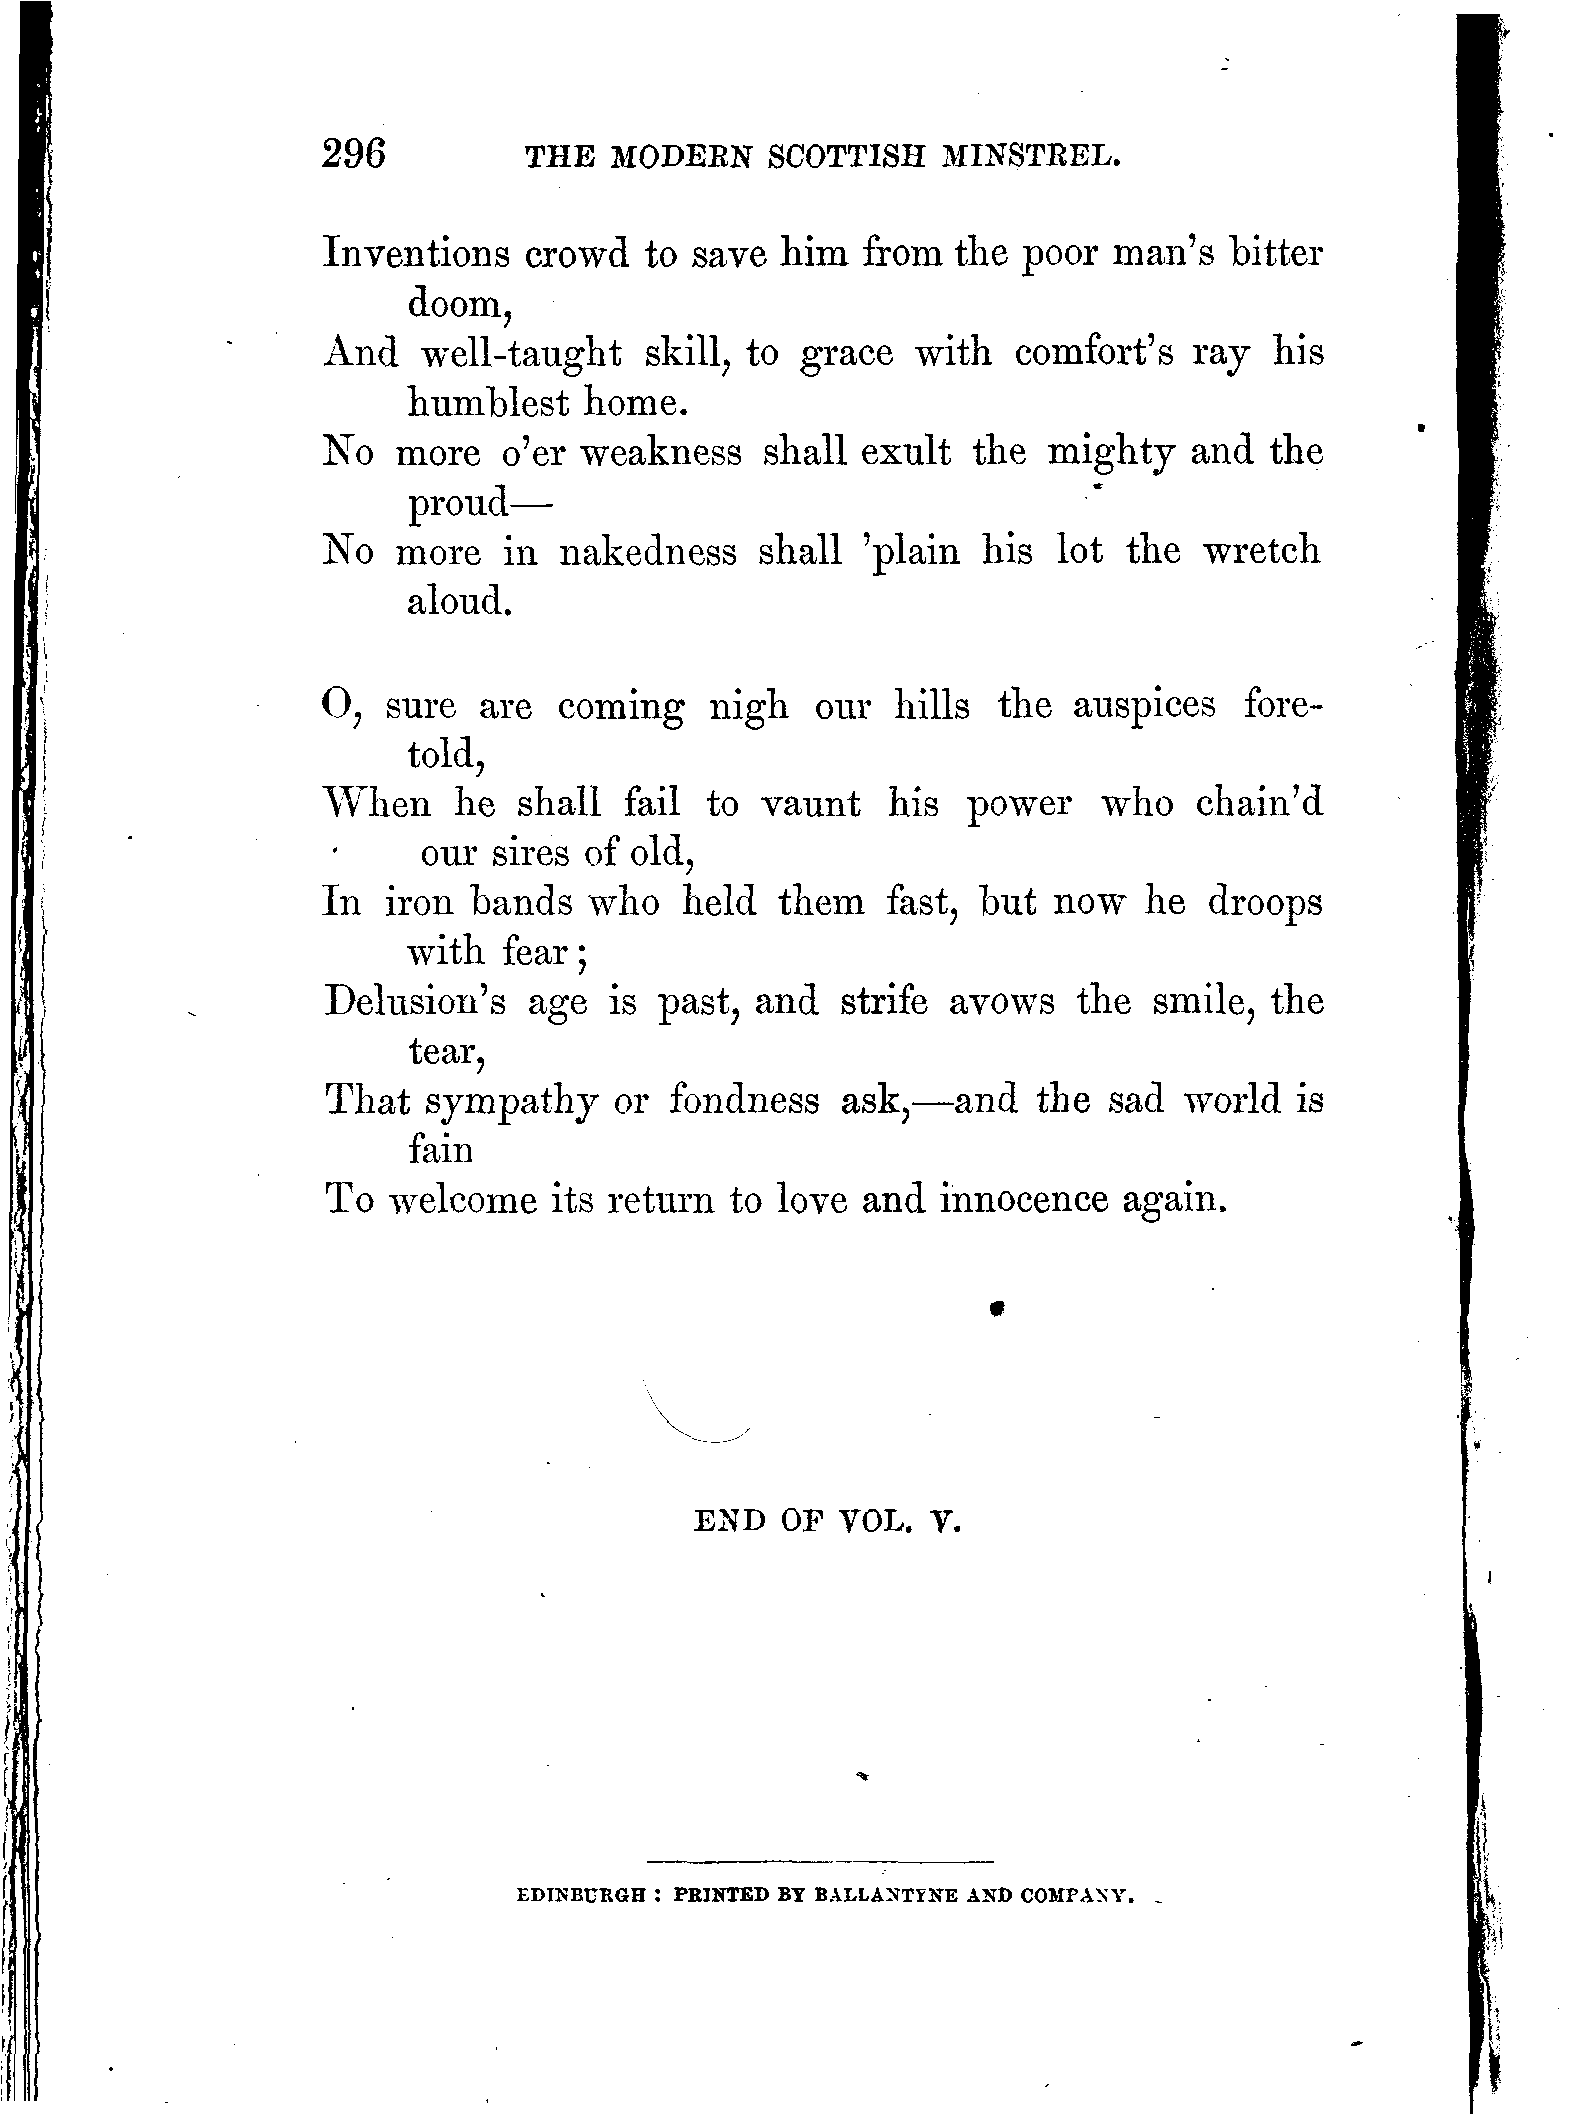 296 THE MODERN SCOTTISH MINSTREL.
Inventions crowd to save him from the poor man's bitter
doom,
And well-taught skill, to grace with comfort's ray his
humblest home.
No more o'er weakness shall exult the mighty and the
proud—
No more in nakedness shall 'plain his lot the wretch
aloud.
O, sure are coming nigh our hills the auspices fore-
told,
When he shall fail to vaunt his power who chain'd
our sires of old,
In iron bands who held them fast, but now he droops
with fear;
Delusion's age is past, and strife avows the smile, the
tear,
That sympathy or fondness ask,—and the sad world is
fain
To welcome its return to love and innocence again.
END OF VOL. V.
EDINBURGH: PRINTED BY BALLANTYNE AND COMPANY.